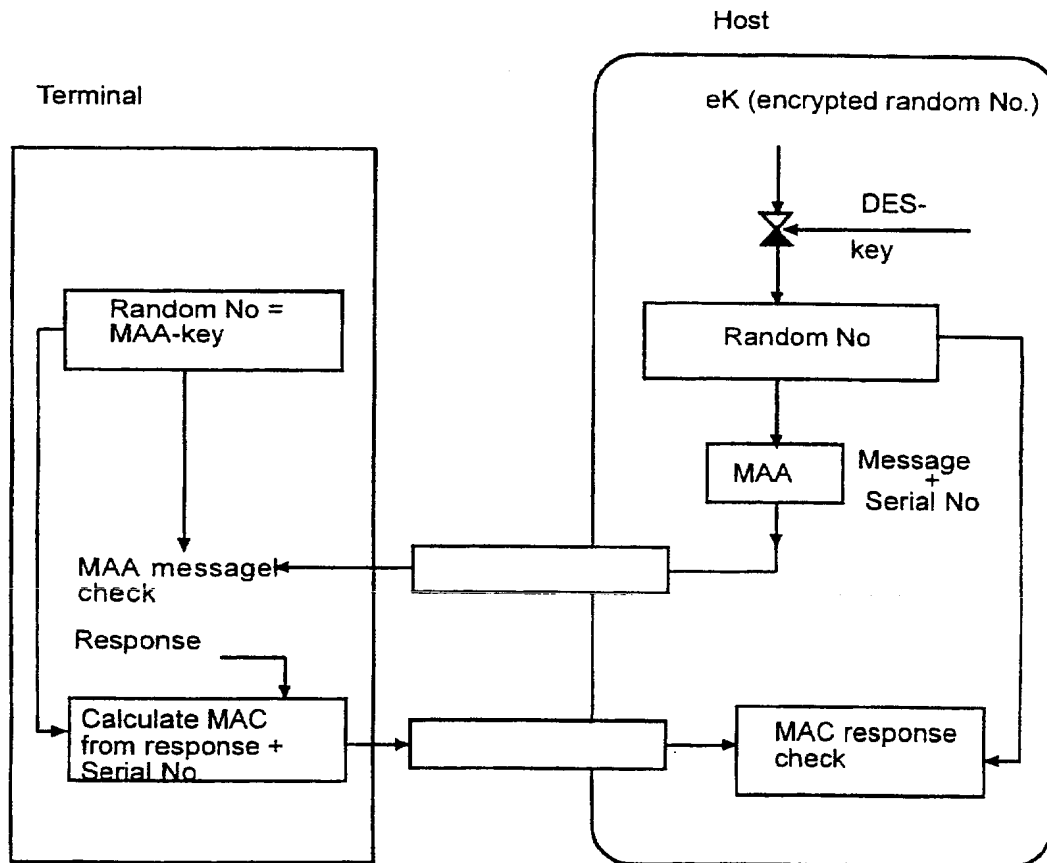 Host
Terminal
eK (encrypted random No.)
DES-
key
Random No =
MAA-key
Random No
MAA
Message
+
Serial No
MAA message
check
Response
Calculate MAC
from response +
Serial No
MAC response
check